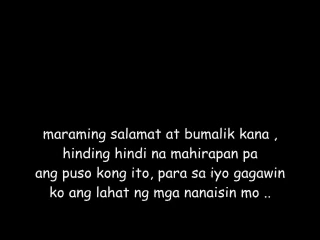 maraming salamat at bumalik kana ,
hinding hindi na mahirapan pa
ang puso kong ito, para sa iyo gagawin
ko ang lahat ng mga nanaisin mo ..